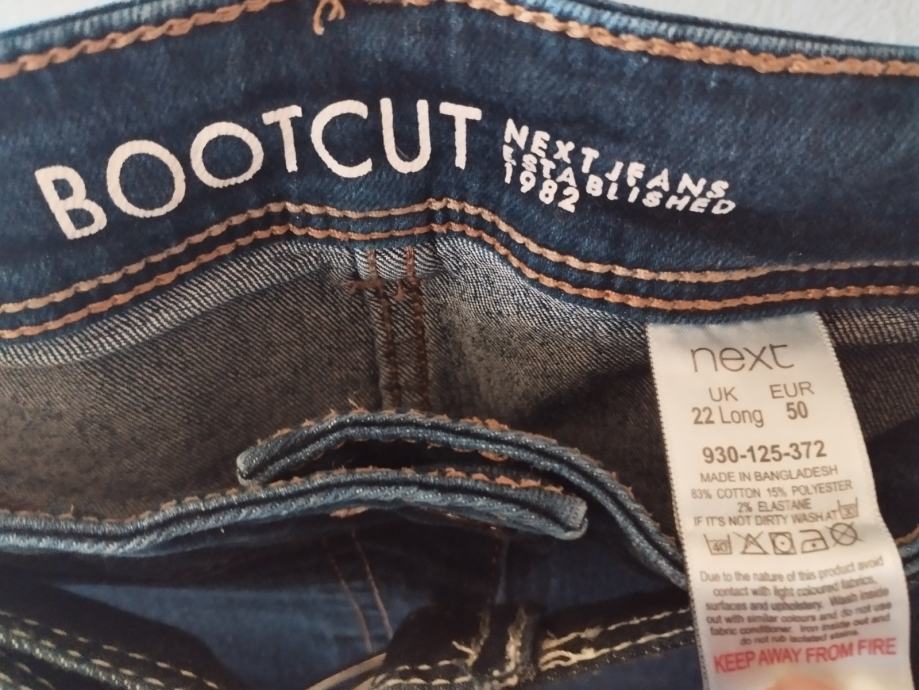 BOOTCUT
NEXT JEANS
ESTABLISHED
1982
next
UK EUR
22 Long 50
930-125-372
MADE IN BANGLADESH
83% COTTON 15% POLYESTER
2% ELASTANE
IF IT'S NOT DIRTY WASH AT 30
40
Due to the nature of this product avoid
contact with light coloured fabrics,
surfaces and upholstery. Wash inside
out with similar colours and do not use
fabric conditioner. Iron inside out and
do not rub isolated stains.
KEEP AWAY FROM FIRE